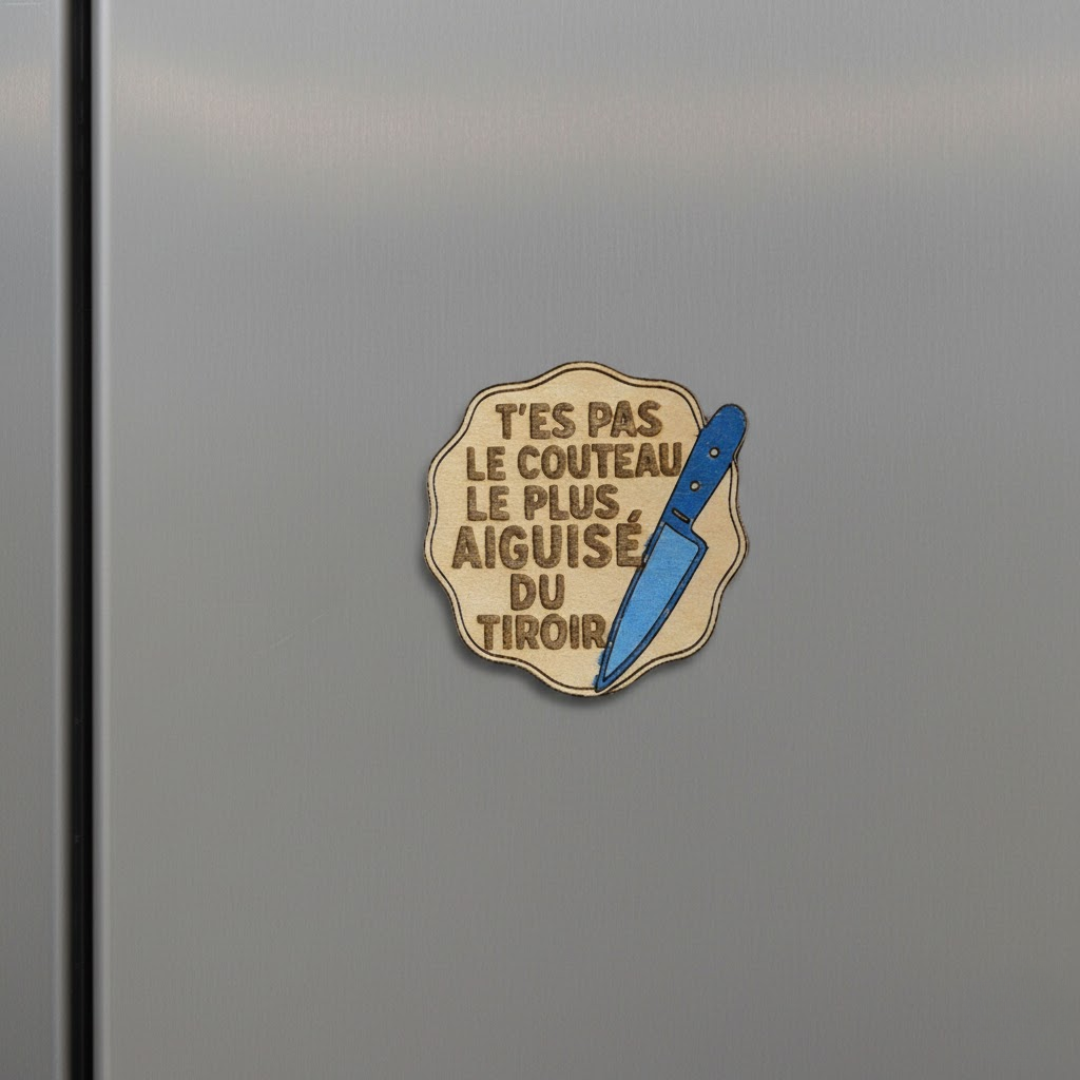 T'ES PAS
LE COUTEAU
LE PLUS
AIGUISÉ
DU
TIROIR